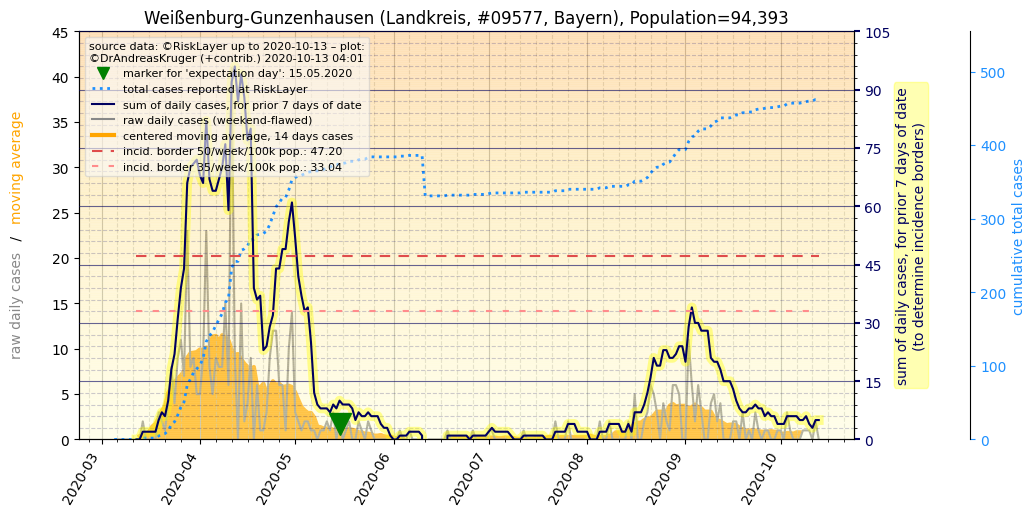 Weißenburg-Gunzenhausen (Landkreis, #09577, Bayern), Population=94,393
source data: ©RiskLayer up to 2020-10-13 – plot:
©DrAndreasKruger (+contrib.) 2020-10-13 04:01
marker for 'expectation day': 15.05.2020
total cases reported at RiskLayer
sum of daily cases, for prior 7 days of date
raw daily cases (weekend-flawed)
centered moving average, 14 days cases
incid. border 50/week/100k pop.: 47.20
incid. border 35/week/100k pop.: 33.04
raw daily cases / moving average
45
40
35
30
25
20
15
10
5
0
105
90
75
60
45
30
15
0
sum of daily cases, for prior 7 days of date
(to determine incidence borders)
500
400
300
200
100
0
cumulative total cases
2020-03
2020-04
2020-05
2020-06
2020-07
2020-08
2020-09
2020-10